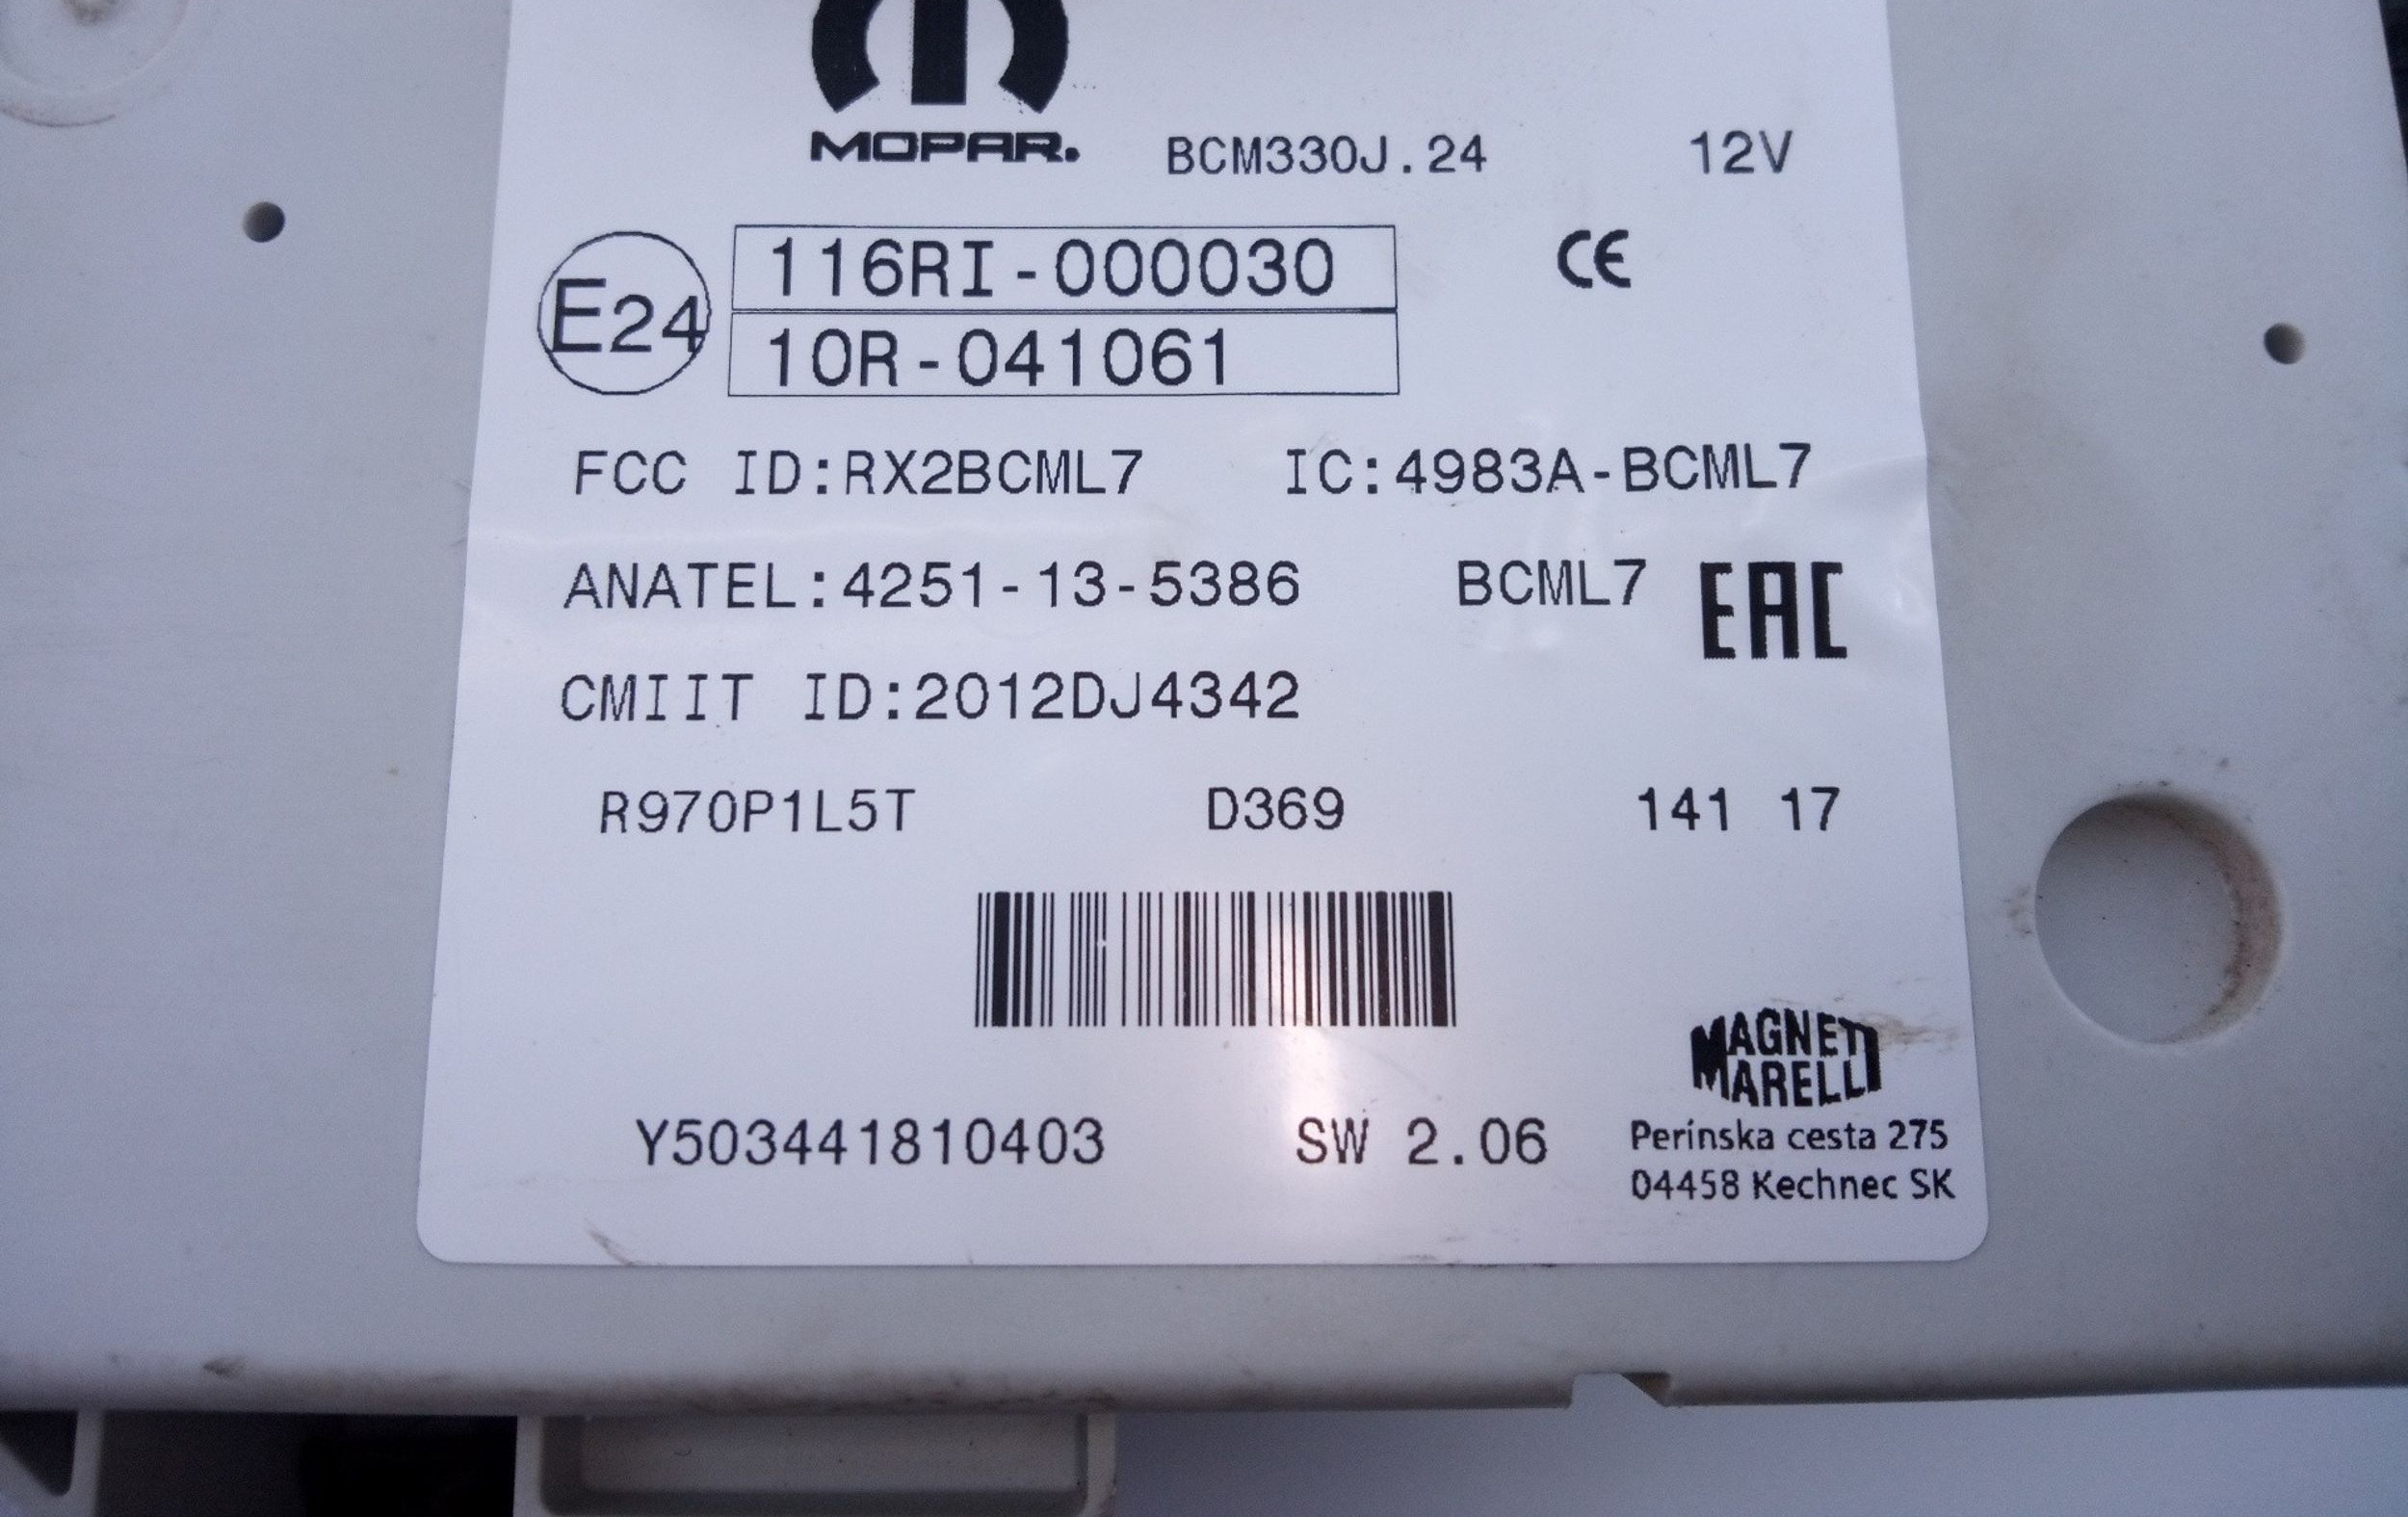 MOPAR. BCM330J.24 12V
E24 116RI-000030 CE
10R-041061
FCC ID:RX2BCML7 IC:4983A-BCML7
ANATEL:4251-13-5386 BCML7 EAC
CMIIT ID:2012DJ4342
R970P1L5T D369 141 17
MAGNETI
MARELLI
Y503441810403 SW 2.06 Perínska cesta 275
04458 Kechnec SK